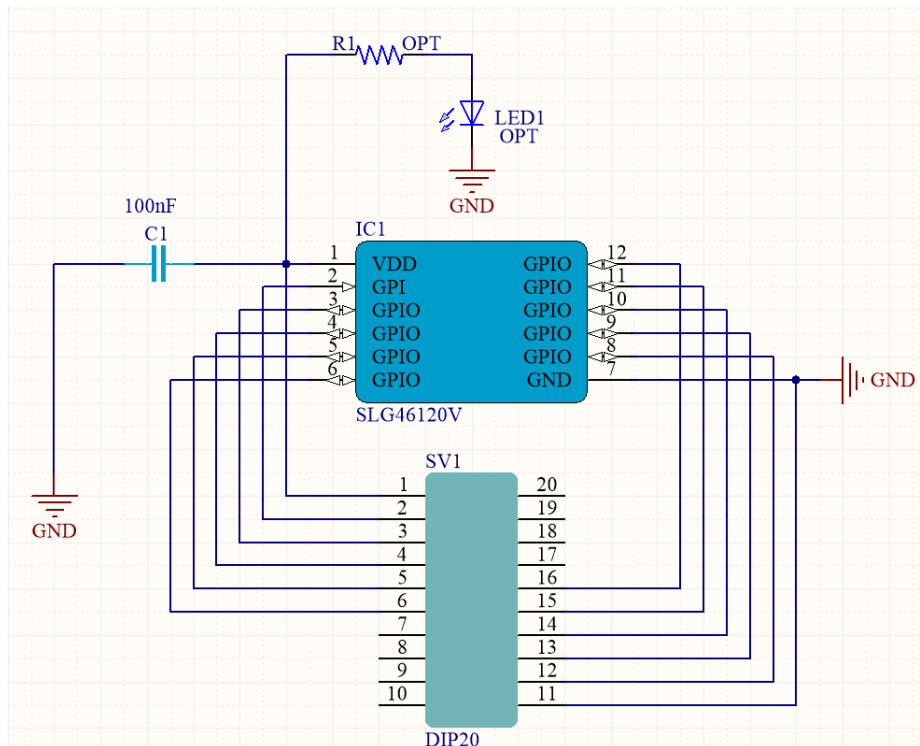 R1 OPT
LED1
OPT
GND
100nF
C1
IC1
1 VDD GPIO 12
2 GPI GPIO 11
3 GPIO GPIO 10
4 GPIO GPIO 9
5 GPIO GPIO 8
6 GPIO GND 7
GND
SLG46120V
SV1
1 20
2 19
GND
3 18
4 17
5 16
6 15
7 14
8 13
9 12
10 11
DIP20